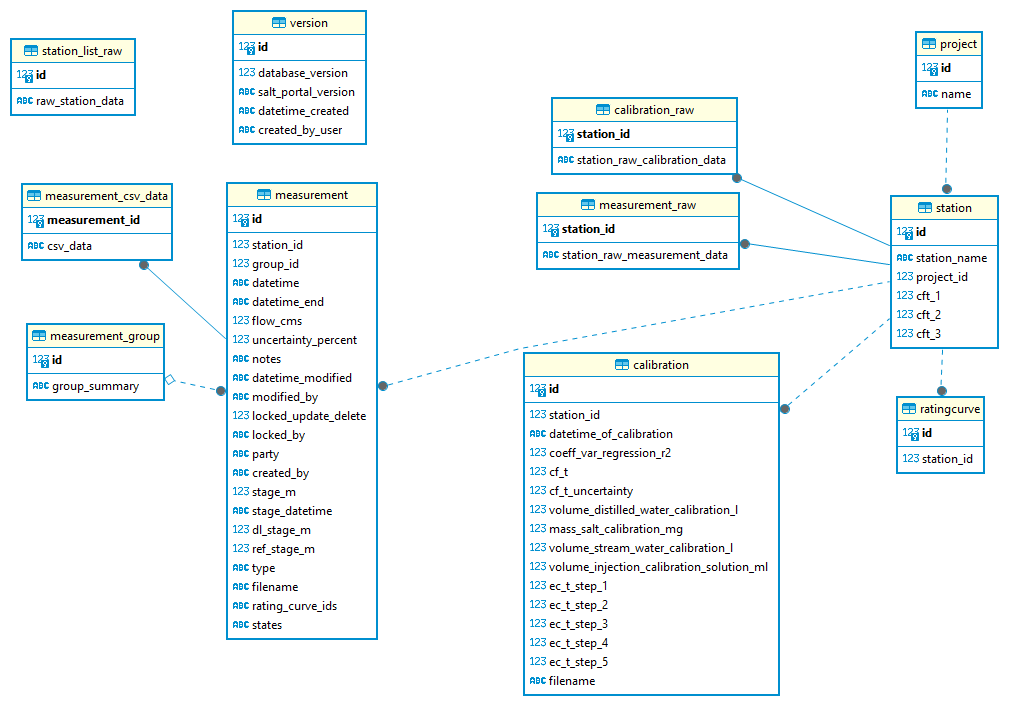 station_list_raw
123 id
ABC raw_station_data
version
123 id
123 database_version
ABC salt_portal_version
ABC datetime_created
ABC created_by_user
project
123 id
ABC name
calibration_raw
123 station_id
ABC station_raw_calibration_data
measurement_csv_data
123 measurement_id
ABC csv_data
measurement
123 id
123 station_id
123 group_id
123 datetime
ABC datetime_end
123 flow_cms
123 uncertainty_percent
ABC notes
ABC datetime_modified
ABC modified_by
123 locked_update_delete
ABC locked_by
ABC party
ABC created_by
123 stage_m
ABC stage_datetime
123 dl_stage_m
123 ref_stage_m
ABC type
ABC filename
ABC rating_curve_ids
ABC states
measurement_raw
123 station_id
ABC station_raw_measurement_data
station
123 id
ABC station_name
123 project_id
123 cft_1
123 cft_2
123 cft_3
measurement_group
123 id
ABC group_summary
calibration
123 id
123 station_id
ABC datetime_of_calibration
123 coeff_var_regression_r2
123 cf_t
123 cf_t_uncertainty
123 volume_distilled_water_calibration_l
123 mass_salt_calibration_mg
123 volume_stream_water_calibration_l
123 volume_injection_calibration_solution_ml
123 ec_t_step_1
123 ec_t_step_2
123 ec_t_step_3
123 ec_t_step_4
123 ec_t_step_5
ABC filename
ratingcurve
123 id
123 station_id